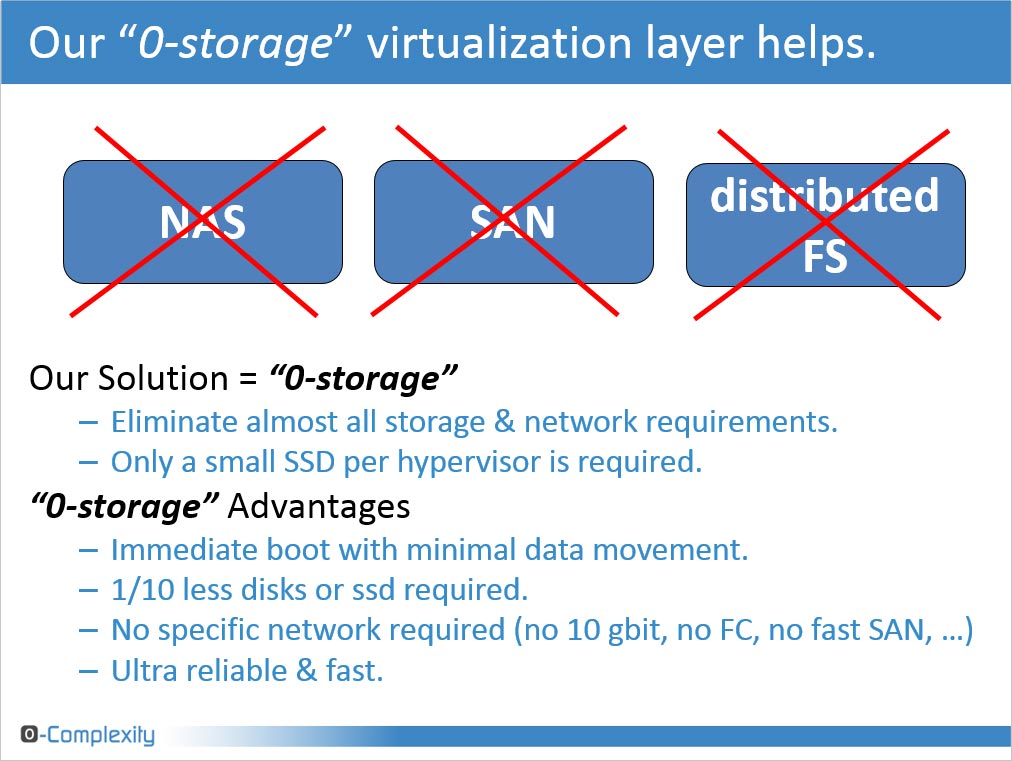 Our “0-storage” virtualization layer helps.
NAS
SAN
distributed
FS
Our Solution = “0-storage”
– Eliminate almost all storage & network requirements.
– Only a small SSD per hypervisor is required.
“0-storage” Advantages
– Immediate boot with minimal data movement.
– 1/10 less disks or ssd required.
– No specific network required (no 10 gbit, no FC, no fast SAN, …)
– Ultra reliable & fast.
0-Complexity